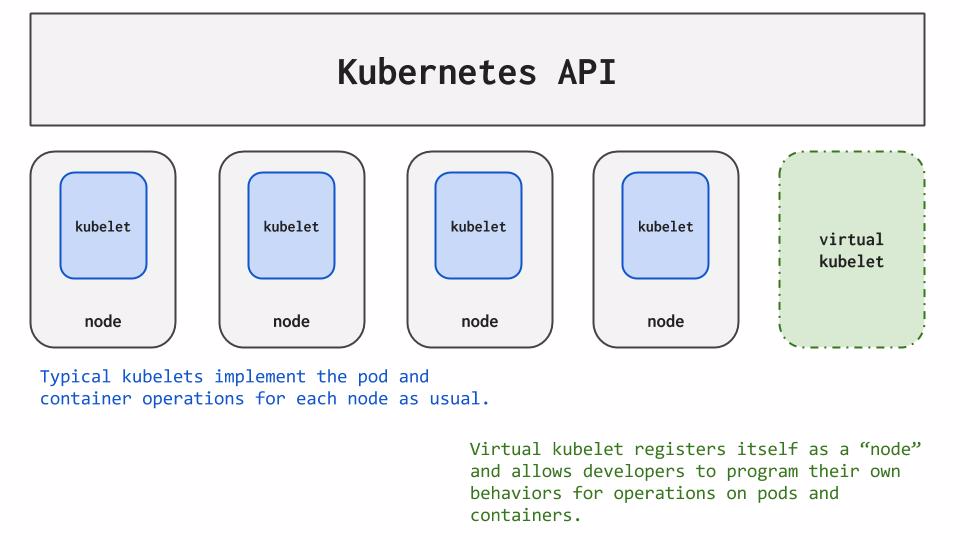 Kubernetes API
kubelet
node
kubelet
node
kubelet
node
kubelet
node
virtual
kubelet
Typical kubelets implement the pod and
container operations for each node as usual.
Virtual kubelet registers itself as a “node”
and allows developers to program their own
behaviors for operations on pods and
containers.